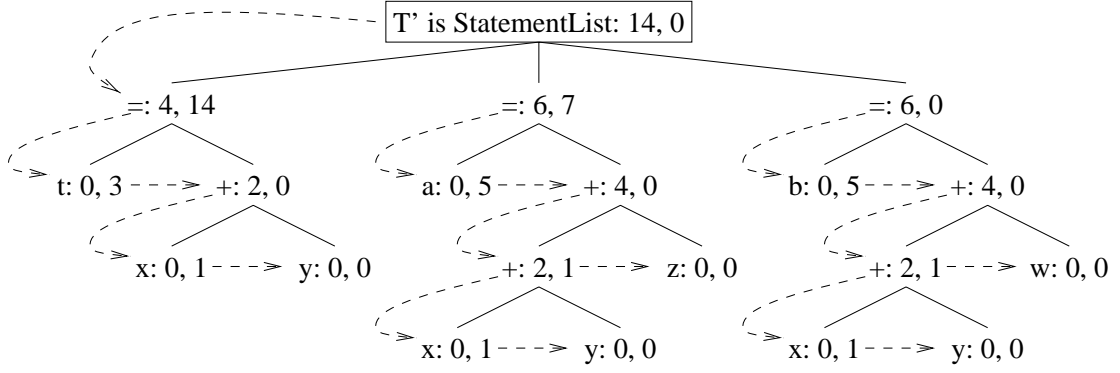 T' is StatementList: 14, 0
=: 4, 14 =: 6, 7 =: 6, 0
t: 0, 3 +: 2, 0 a: 0, 5 +: 4, 0 b: 0, 5 +: 4, 0
x: 0, 1 y: 0, 0 +: 2, 1 z: 0, 0 +: 2, 1 w: 0, 0
x: 0, 1 y: 0, 0 x: 0, 1 y: 0, 0